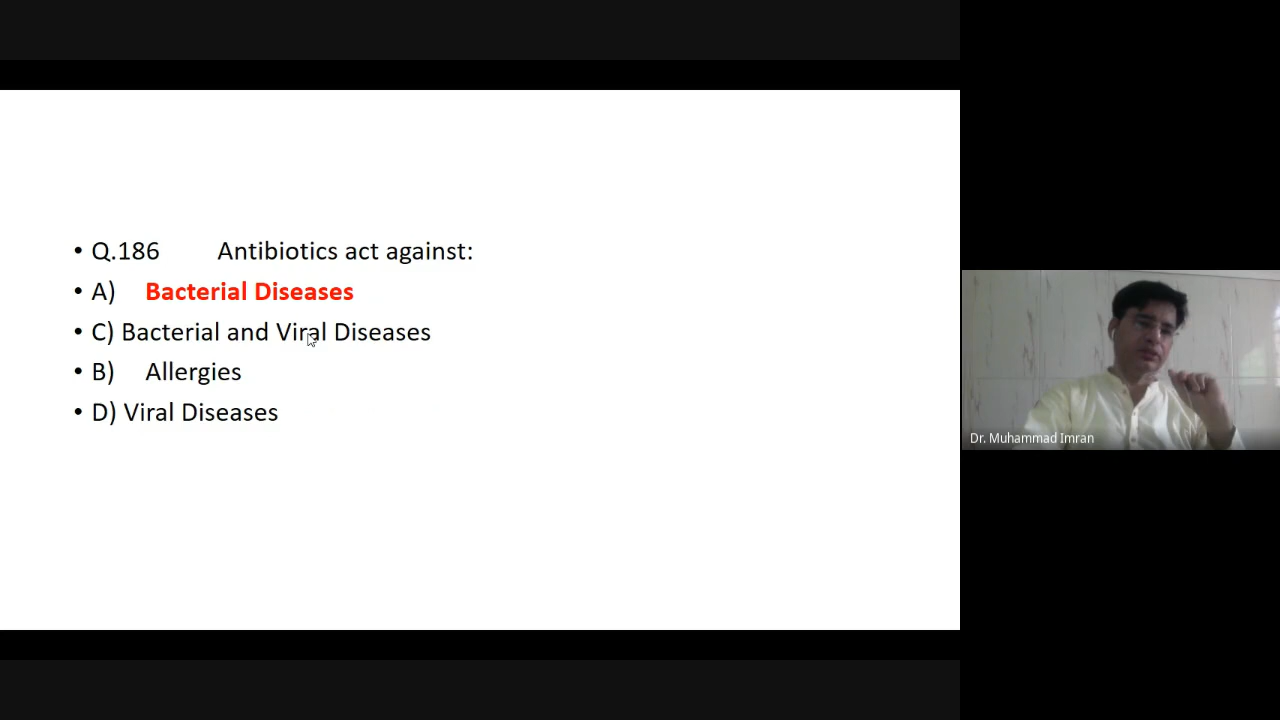 • Q.186 Antibiotics act against:
• A) Bacterial Diseases
• C) Bacterial and Viral Diseases
• B) Allergies
• D) Viral Diseases
Dr. Muhammad Imran